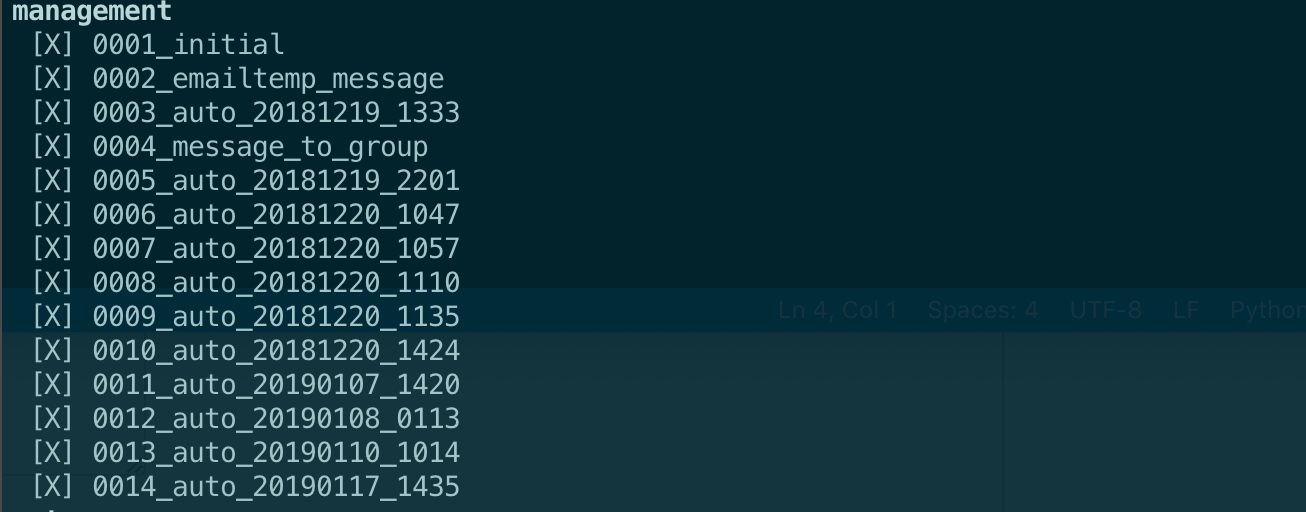 management
[X] 0001_initial
[X] 0002_emailtemp_message
[X] 0003_auto_20181219_1333
[X] 0004_message_to_group
[X] 0005_auto_20181219_2201
[X] 0006_auto_20181220_1047
[X] 0007_auto_20181220_1057
[X] 0008_auto_20181220_1110
[X] 0009_auto_20181220_1135
Ln 4, Col 1 Spaces: 4 UTF-8 LF Python
[X] 0010_auto_20181220_1424
[X] 0011_auto_20190107_1420
[X] 0012_auto_20190108_0113
[X] 0013_auto_20190110_1014
[X] 0014_auto_20190117_1435